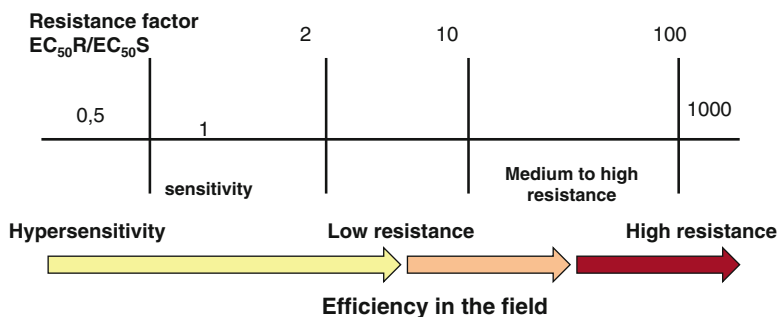 Resistance factor
EC₅₀R/EC₅₀S
2
10
100
0,5
1
1000
sensitivity
Medium to high
resistance
Hypersensitivity
Low resistance
High resistance
Efficiency in the field